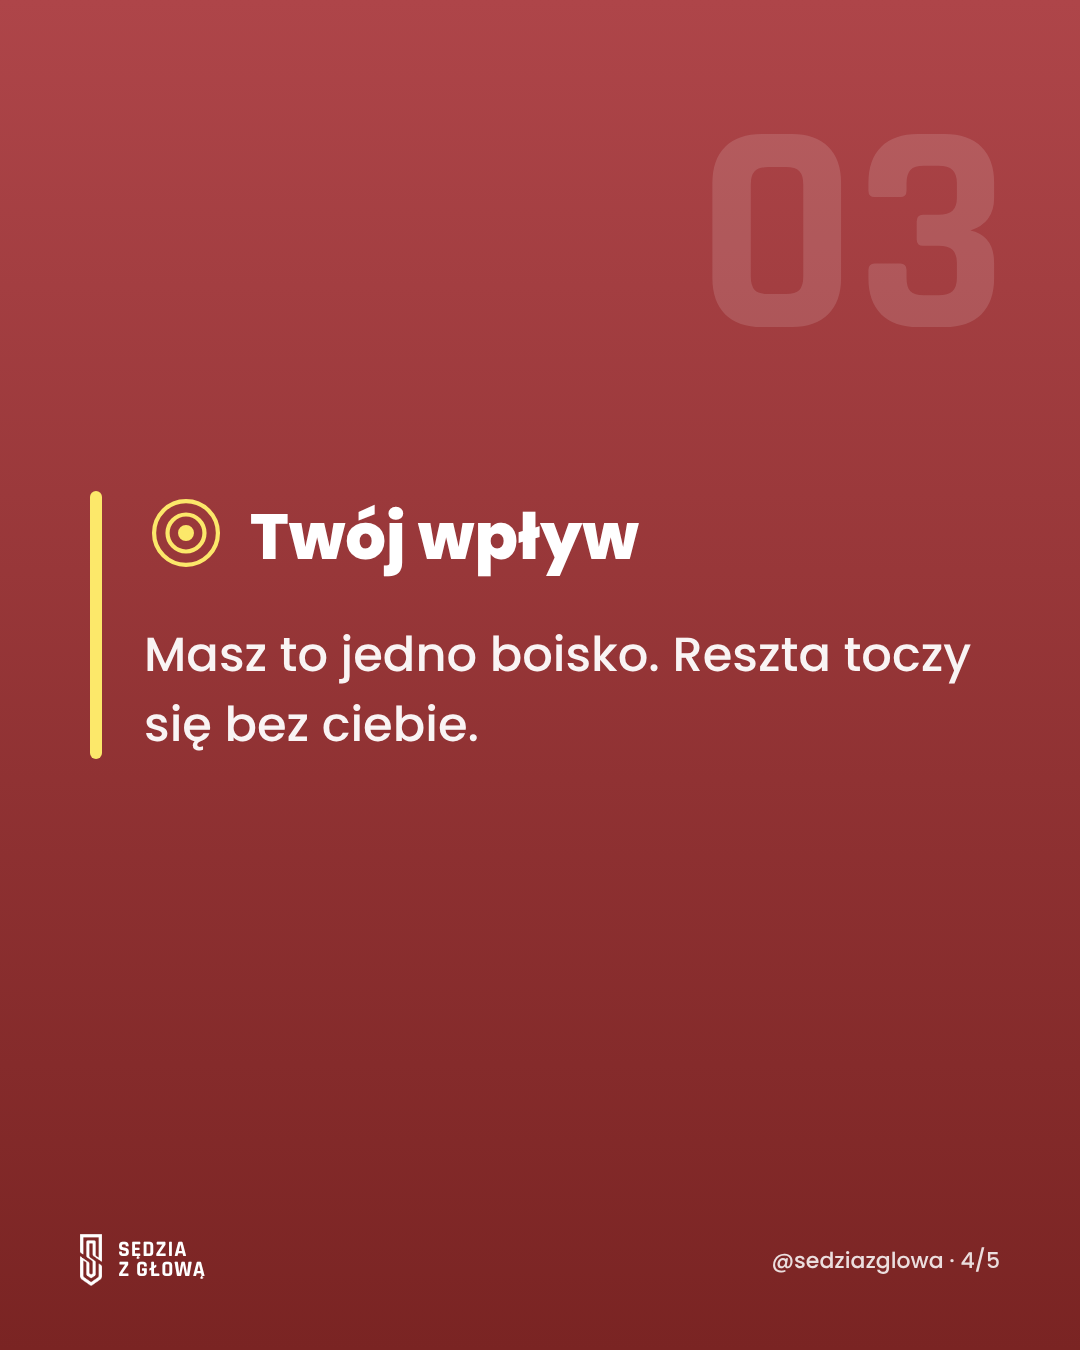 03
Twój wpływ
Masz to jedno boisko. Reszta toczy
się bez ciebie.
SĘDZIA
Z GŁOWĄ
@sedziazglowa · 4/5